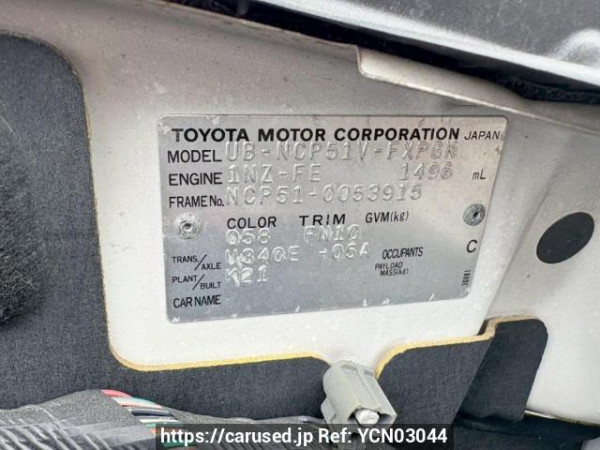 TOYOTA MOTOR CORPORATION JAPAN
MODEL UB-NCP51V-FXPGK
ENGINE 1NZ-FE 1496 mL
FRAME No. NCP51-0053915
COLOR TRIM GVM(kg)
058 FN10
TRANS/AXLE U340E -05A OCCUPANTS C
PLANT/BUILT K21 PAYLOAD MASS(kg)
CAR NAME
https://carused.jp Ref: YCN03044